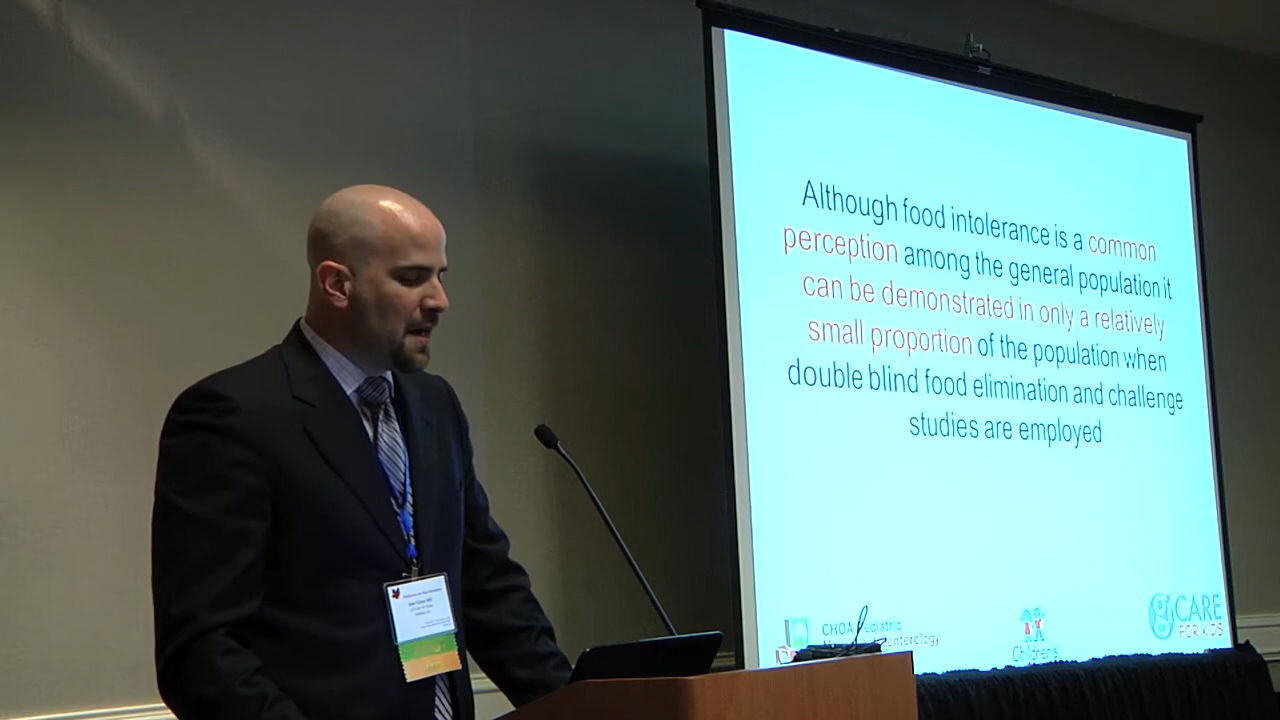 Although food intolerance is a common
perception among the general population it
can be demonstrated in only a relatively
small proportion of the population when
double blind food elimination and challenge
studies are employed
CHOA Pediatric
Children's
CARE
FOR KIDS